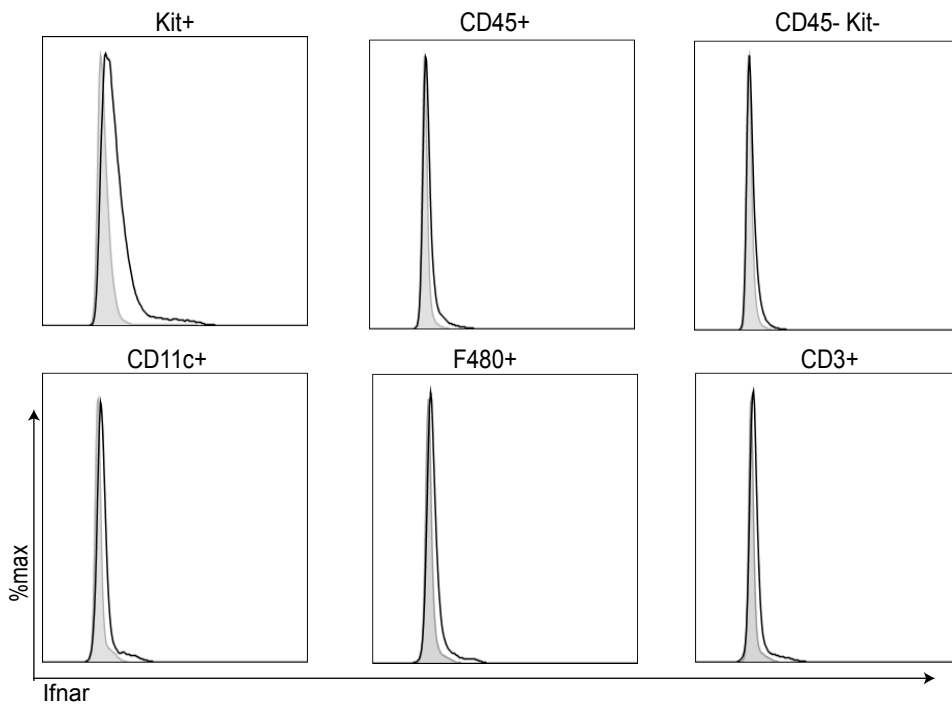 Kit+
CD45+
CD45- Kit-
CD11c+
F480+
CD3+
%max
Ifnar